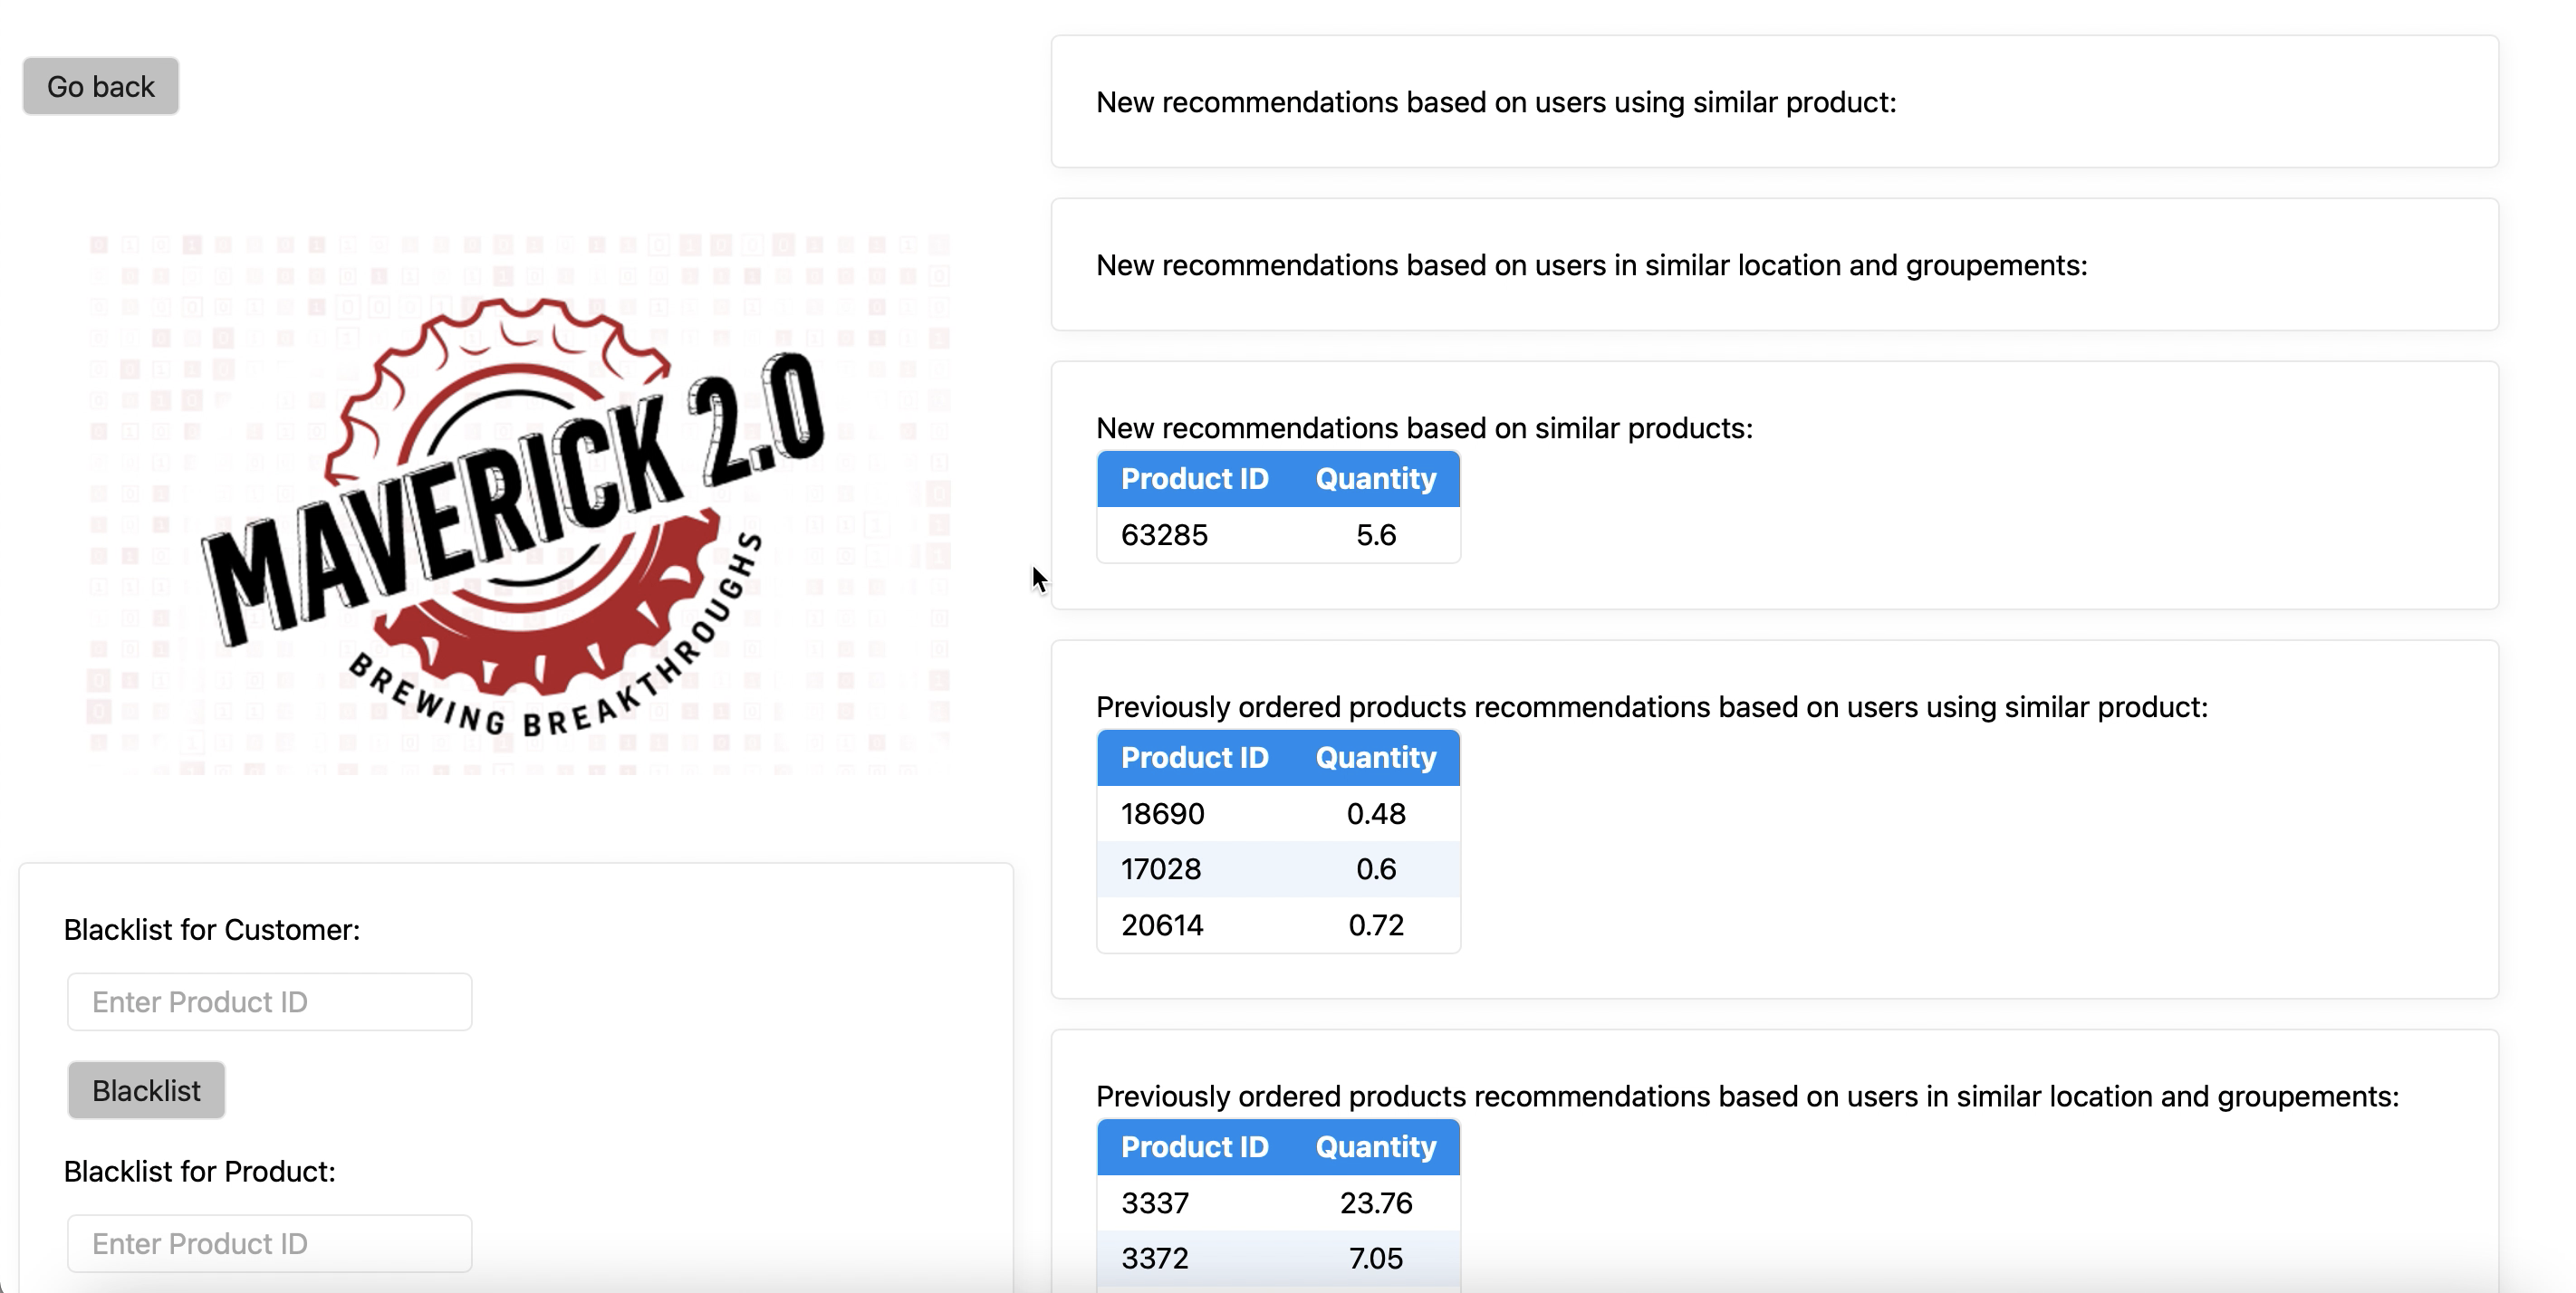 Go back
MAVERICK 2.0
BREWING BREAKTHROUGHS
Blacklist for Customer:
Enter Product ID
Blacklist
Blacklist for Product:
Enter Product ID
New recommendations based on users using similar product:
New recommendations based on users in similar location and groupements:
New recommendations based on similar products:
Product ID Quantity
63285 5.6
Previously ordered products recommendations based on users using similar product:
Product ID Quantity
18690 0.48
17028 0.6
20614 0.72
Previously ordered products recommendations based on users in similar location and groupements:
Product ID Quantity
3337 23.76
3372 7.05